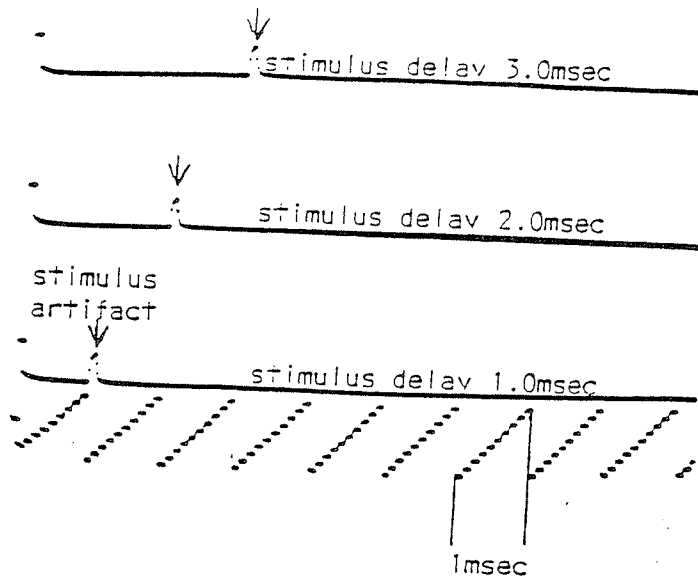 stimulus delay 3.0msec
stimulus delay 2.0msec
stimulus
artifact
stimulus delay 1.0msec
1msec